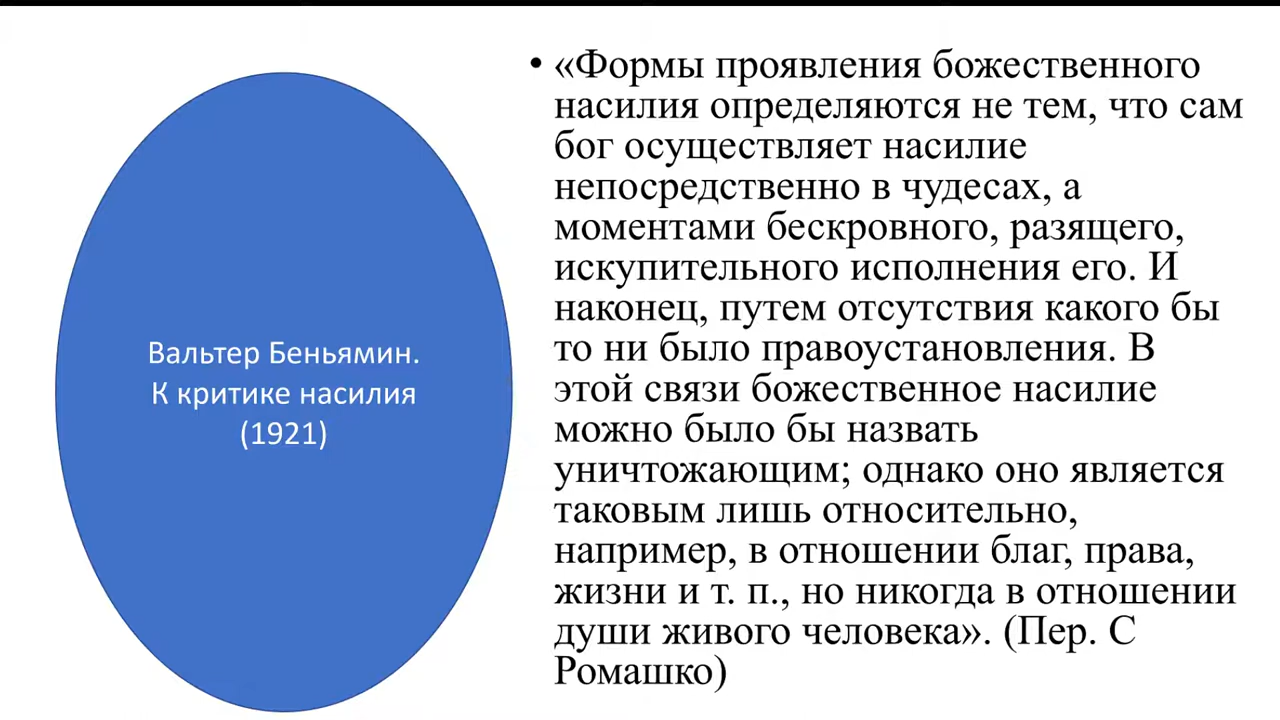 Вальтер Беньямин.
К критике насилия
(1921)
• «Формы проявления божественного
насилия определяются не тем, что сам
бог осуществляет насилие
непосредственно в чудесах, а
моментами бескровного, разящего,
искупительного исполнения его. И
наконец, путем отсутствия какого бы
то ни было правоустановления. В
этой связи божественное насилие
можно было бы назвать
уничтожающим; однако оно является
таковым лишь относительно,
например, в отношении благ, права,
жизни и т. п., но никогда в отношении
души живого человека». (Пер. С
Ромашко)